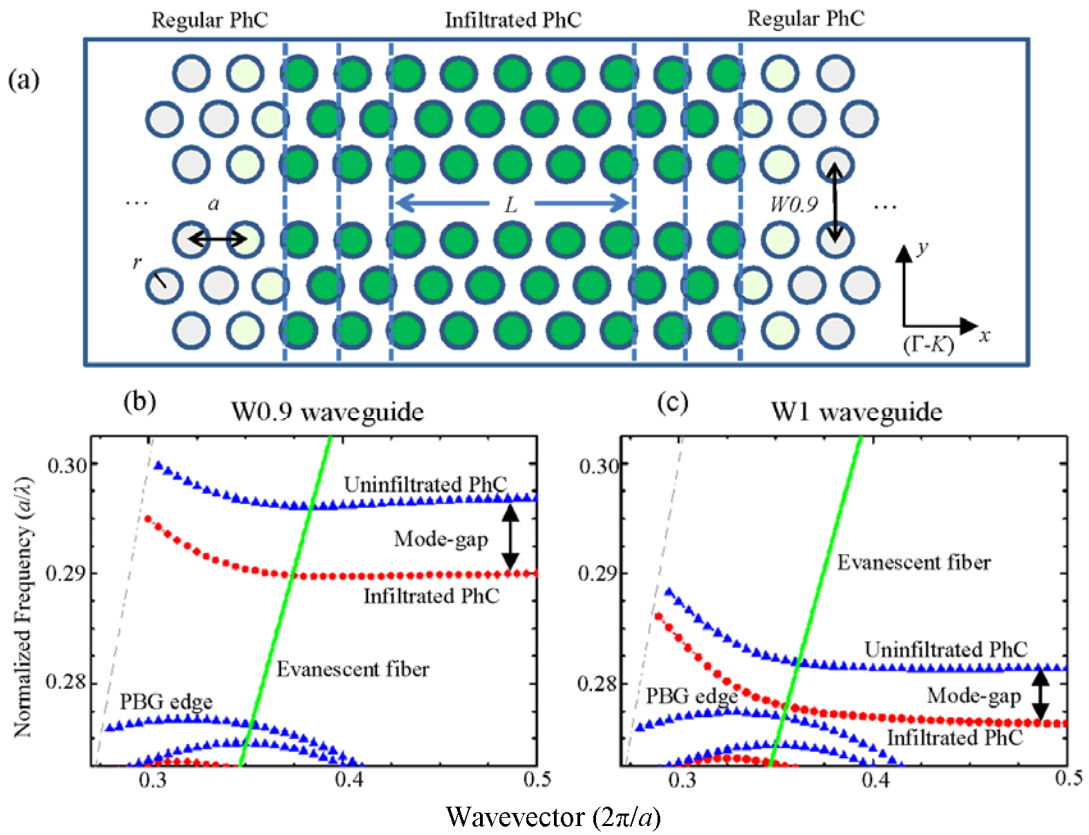 Regular PhC Infiltrated PhC Regular PhC
(a)
... a L W0.9 ...
r
y
x
(Γ-K)
(b) (c)
W0.9 waveguide W1 waveguide
Normalized Frequency (a/λ)
0.30
0.29
0.28
Uninfiltrated PhC
Mode-gap
Infiltrated PhC
Evanescent fiber
PBG edge
0.3 0.4 0.5
0.30
0.29
0.28
Evanescent fiber
Uninfiltrated PhC
PBG edge
Mode-gap
Infiltrated PhC
0.3 0.4 0.5
Wavevector (2π/a)